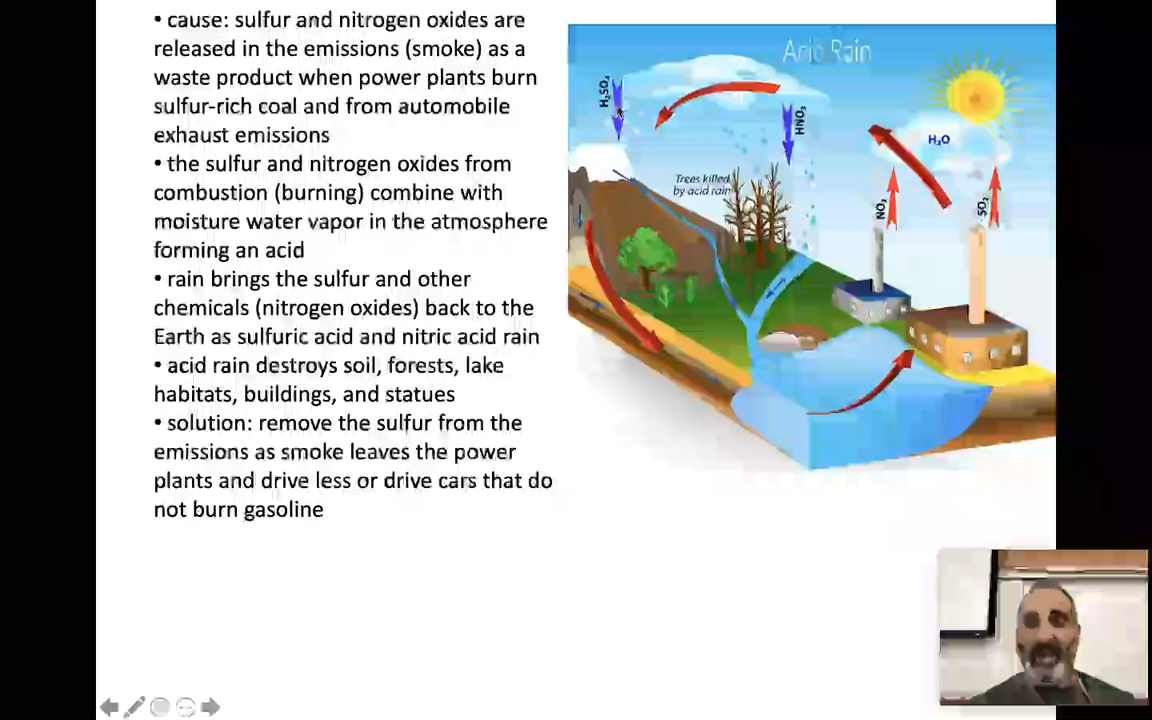 • cause: sulfur and nitrogen oxides are
released in the emissions (smoke) as a
waste product when power plants burn
sulfur-rich coal and from automobile
exhaust emissions
• the sulfur and nitrogen oxides from
combustion (burning) combine with
moisture water vapor in the atmosphere
forming an acid
• rain brings the sulfur and other
chemicals (nitrogen oxides) back to the
Earth as sulfuric acid and nitric acid rain
• acid rain destroys soil, forests, lake
habitats, buildings, and statues
• solution: remove the sulfur from the
emissions as smoke leaves the power
plants and drive less or drive cars that do
not burn gasoline
Acid Rain
H₂SO₄
HNO₃
H₂O
Trees killed
by acid rain
NO₂
SO₂